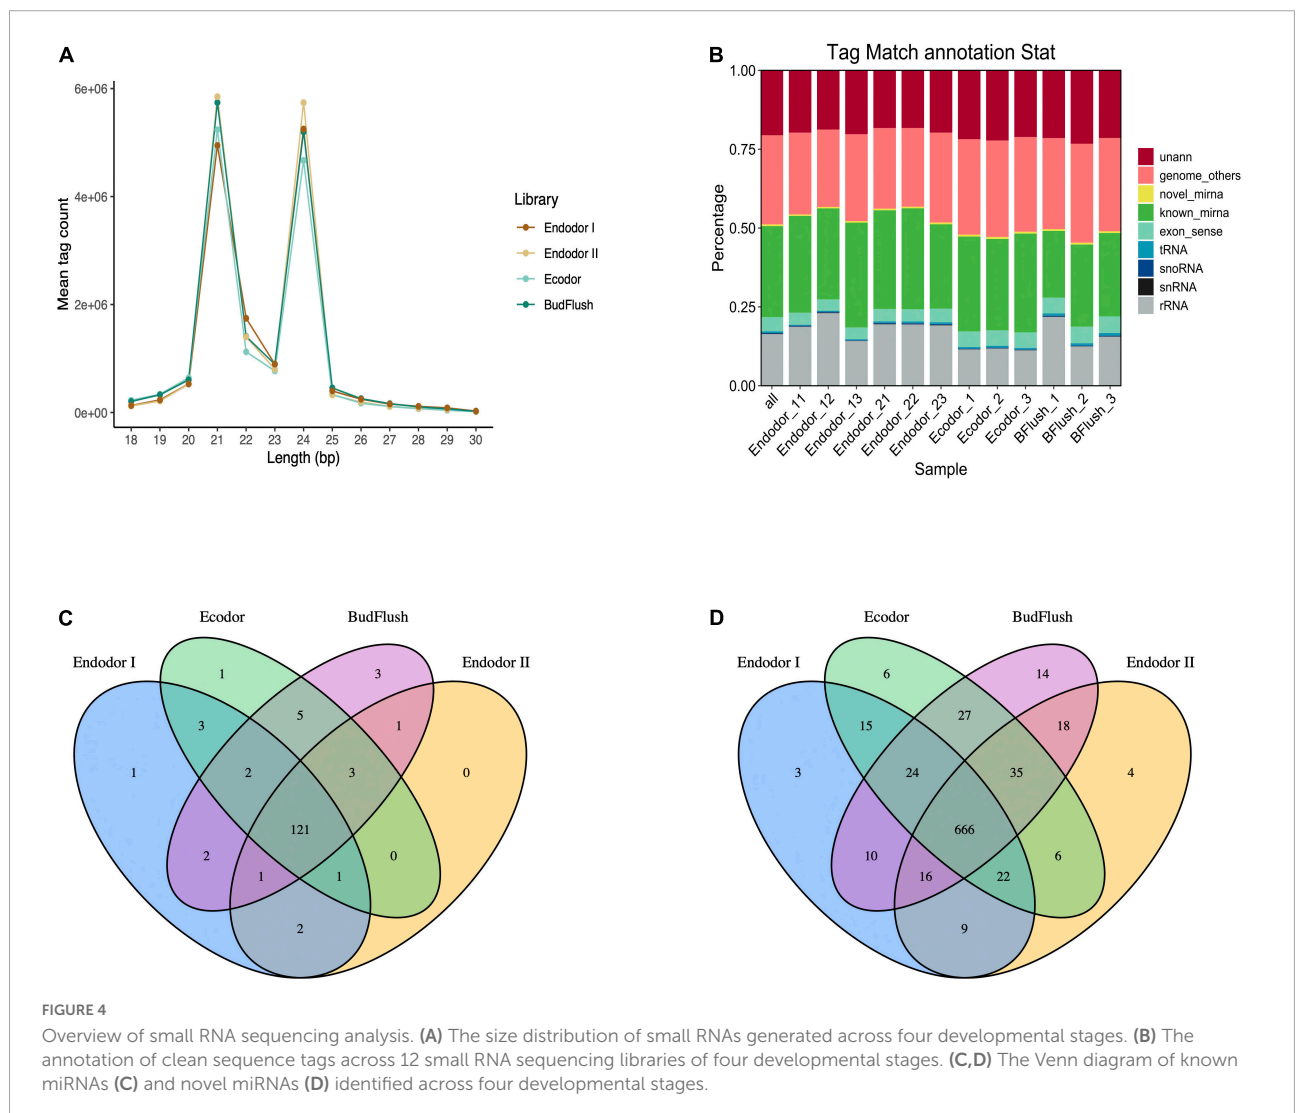 A
6e+06
4e+06
2e+06
0e+00
Mean tag count
18 19 20 21 22 23 24 25 26 27 28 29 30
Length (bp)
Library
Endodor I
Endodor II
Ecodor
BudFlush
B
Tag Match annotation Stat
1.00
0.75
0.50
0.25
0.00
Percentage
all
Endodor_11
Endodor_12
Endodor_13
Endodor_21
Endodor_22
Endodor_23
Ecodor_1
Ecodor_2
Ecodor_3
BFlush_1
BFlush_2
BFlush_3
Sample
unann
genome_others
novel_mirna
known_mirna
exon_sense
tRNA
snoRNA
snRNA
rRNA
C
Ecodor
BudFlush
Endodor I
Endodor II
1
3
3
5
1
1
2
3
0
121
2
0
1
1
2
D
Ecodor
BudFlush
Endodor I
Endodor II
6
14
15
27
18
3
24
35
4
666
10
6
16
22
9
FIGURE 4
Overview of small RNA sequencing analysis. (A) The size distribution of small RNAs generated across four developmental stages. (B) The
annotation of clean sequence tags across 12 small RNA sequencing libraries of four developmental stages. (C,D) The Venn diagram of known
miRNAs (C) and novel miRNAs (D) identified across four developmental stages.